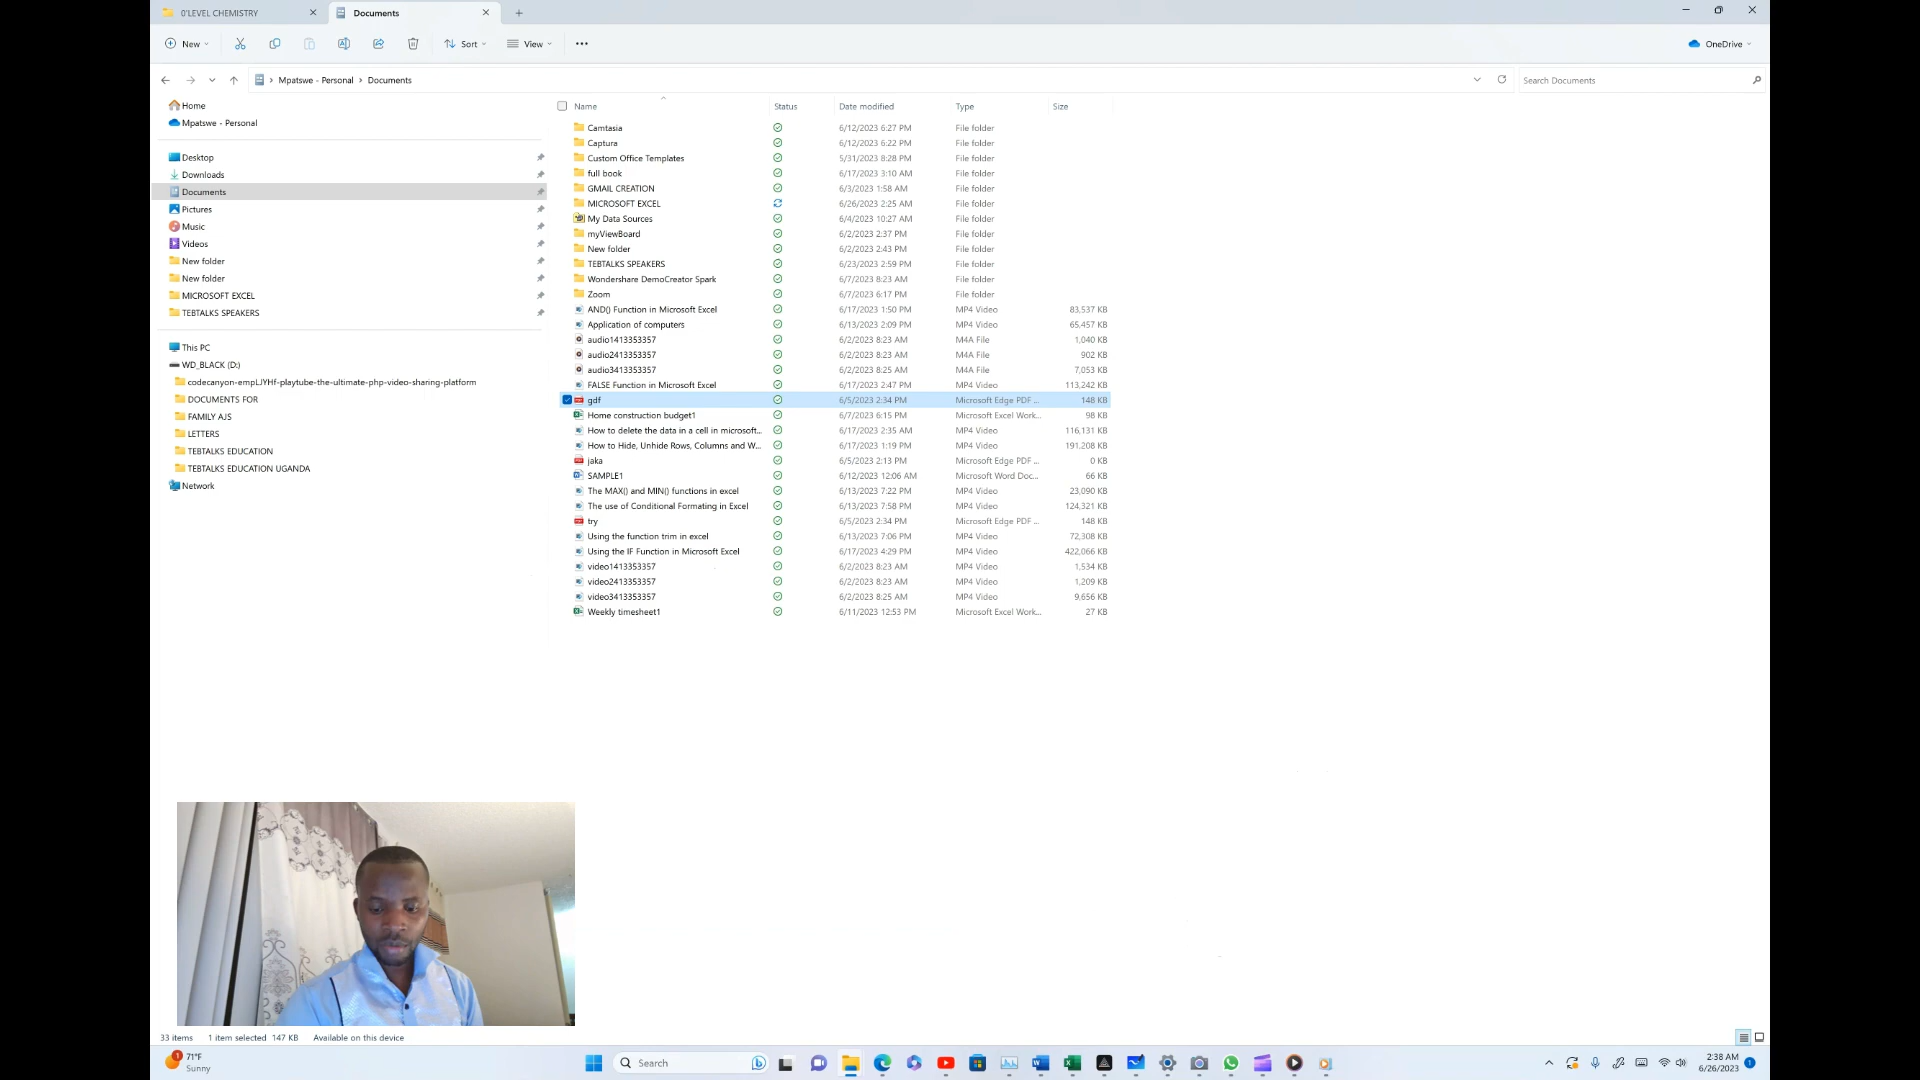 0'LEVEL CHEMISTRY
Documents
New
Sort
View
OneDrive
Mpatswe - Personal > Documents
Search Documents
Home
Mpatswe - Personal
Desktop
Downloads
Documents
Pictures
Music
Videos
New folder
New folder
MICROSOFT EXCEL
TEBTALKS SPEAKERS
This PC
WD_BLACK (D:)
codecanyon-empLJYHf-playtube-the-ultimate-php-video-sharing-platform
DOCUMENTS FOR
FAMILY AJS
LETTERS
TEBTALKS EDUCATION
TEBTALKS EDUCATION UGANDA
Network
Name Status Date modified Type Size
Camtasia 6/12/2023 6:27 PM File folder
Captura 6/12/2023 6:22 PM File folder
Custom Office Templates 5/31/2023 8:28 PM File folder
full book 6/17/2023 3:10 AM File folder
GMAIL CREATION 6/3/2023 1:58 AM File folder
MICROSOFT EXCEL 6/26/2023 2:25 AM File folder
My Data Sources 6/4/2023 10:27 AM File folder
myViewBoard 6/2/2023 2:37 PM File folder
New folder 6/2/2023 2:43 PM File folder
TEBTALKS SPEAKERS 6/23/2023 2:59 PM File folder
Wondershare DemoCreator Spark 6/7/2023 8:23 AM File folder
Zoom 6/7/2023 6:17 PM File folder
AND() Function in Microsoft Excel 6/17/2023 1:50 PM MP4 Video 83,537 KB
Application of computers 6/13/2023 2:09 PM MP4 Video 65,457 KB
audio1413353357 6/2/2023 8:23 AM M4A File 1,040 KB
audio2413353357 6/2/2023 8:23 AM M4A File 902 KB
audio3413353357 6/2/2023 8:25 AM M4A File 7,053 KB
FALSE Function in Microsoft Excel 6/17/2023 2:47 PM MP4 Video 113,242 KB
gdf 6/5/2023 2:34 PM Microsoft Edge PDF ... 148 KB
Home construction budget1 6/7/2023 6:15 PM Microsoft Excel Work... 98 KB
How to delete the data in a cell in microsoft... 6/17/2023 2:35 AM MP4 Video 116,131 KB
How to Hide, Unhide Rows, Columns and W... 6/17/2023 1:19 PM MP4 Video 191,208 KB
jaka 6/5/2023 2:13 PM Microsoft Edge PDF ... 0 KB
SAMPLE1 6/12/2023 12:06 AM Microsoft Word Doc... 66 KB
The MAX() and MIN() functions in excel 6/13/2023 7:22 PM MP4 Video 23,090 KB
The use of Conditional Formating in Excel 6/13/2023 7:58 PM MP4 Video 124,321 KB
try 6/5/2023 2:34 PM Microsoft Edge PDF ... 148 KB
Using the function trim in excel 6/13/2023 7:06 PM MP4 Video 72,308 KB
Using the IF Function in Microsoft Excel 6/17/2023 4:29 PM MP4 Video 422,066 KB
video1413353357 6/2/2023 8:23 AM MP4 Video 1,534 KB
video2413353357 6/2/2023 8:23 AM MP4 Video 1,209 KB
video3413353357 6/2/2023 8:25 AM MP4 Video 9,656 KB
Weekly timesheet1 6/11/2023 12:53 PM Microsoft Excel Work... 27 KB
33 items 1 item selected 147 KB Available on this device
1 71°F
Sunny
Search
2:38 AM
6/26/2023
1